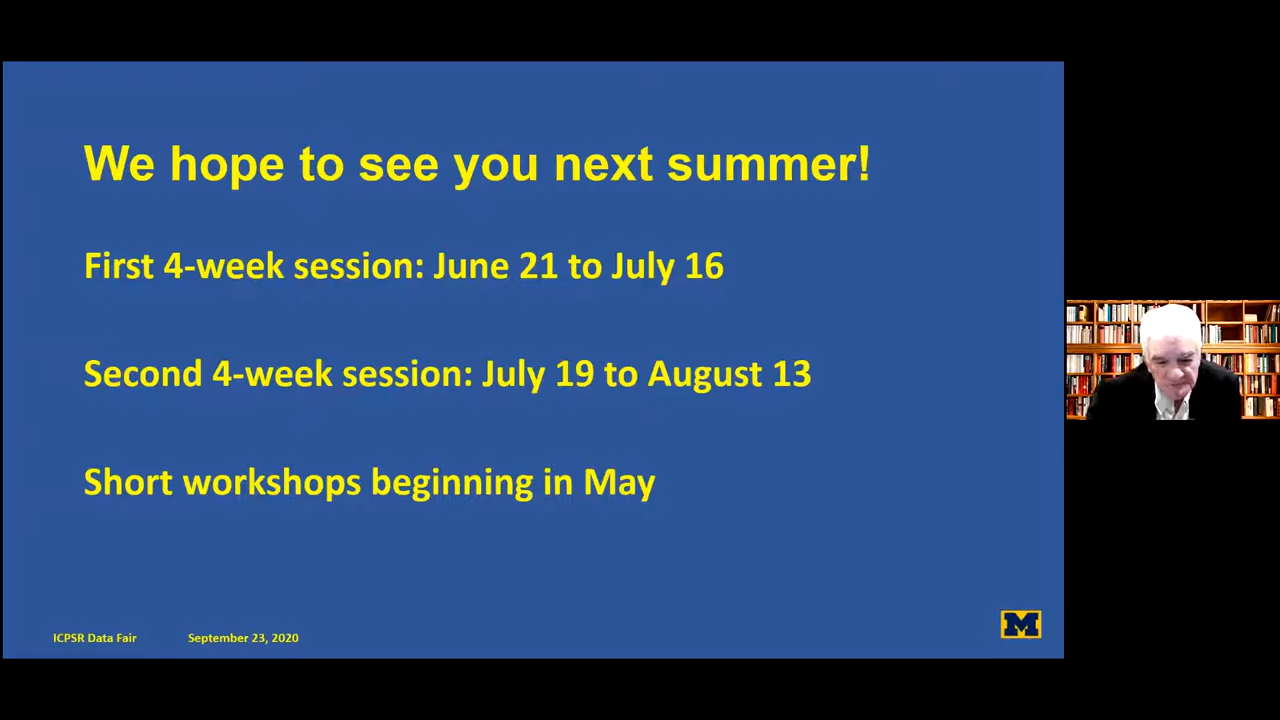 We hope to see you next summer!
First 4-week session: June 21 to July 16
Second 4-week session: July 19 to August 13
Short workshops beginning in May
ICPSR Data Fair September 23, 2020
M